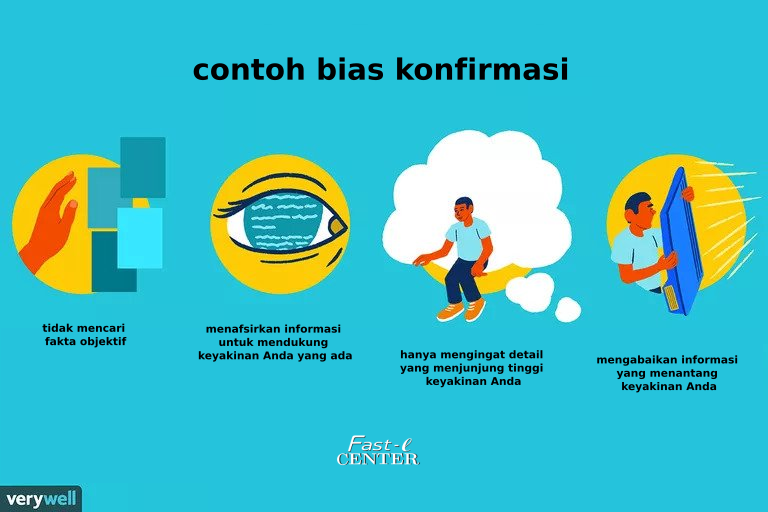 contoh bias konfirmasi
tidak mencari
fakta objektif
menafsirkan informasi
untuk mendukung
keyakinan Anda yang ada
hanya mengingat detail
yang menjunjung tinggi
keyakinan Anda
mengabaikan informasi
yang menantang
keyakinan Anda
Fast-e
CENTER
verywell